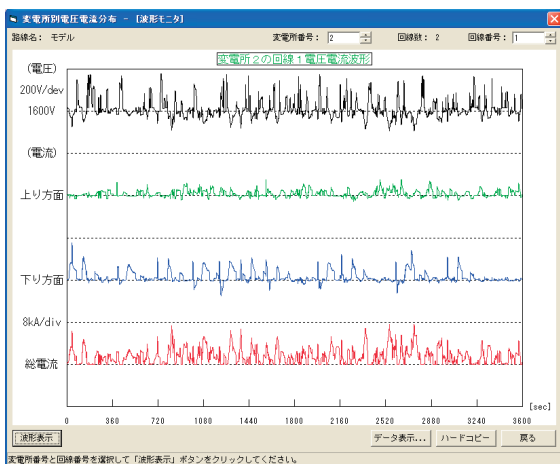 変電所別電圧電流分布 - [波形モニタ]
路線名： モデル 変電所番号： 2 回線数： 2 回線番号： 1
変電所２の回線１電圧電流波形
(電圧)
200V/dev
1600V
(電流)
上り方面
下り方面
8kA/div
総電流
[sec]
0 360 720 1080 1440 1800 2160 2520 2880 3240 3600
波形表示 データ表示... ハードコピー 戻る
変電所番号と回線番号を選択して「波形表示」ボタンをクリックしてください。